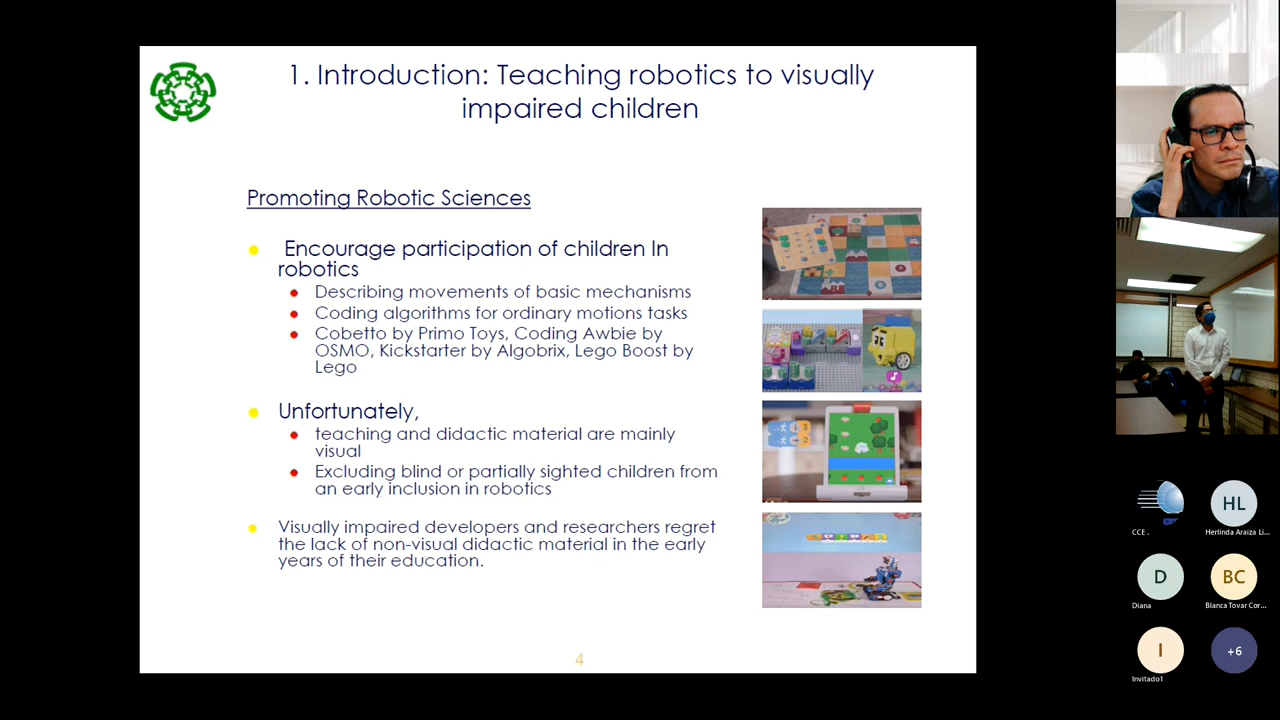 1. Introduction: Teaching robotics to visually
impaired children
Promoting Robotic Sciences
Encourage participation of children In
robotics
Describing movements of basic mechanisms
Coding algorithms for ordinary motions tasks
Cobetto by Primo Toys, Coding Awbie by
OSMO, Kickstarter by Algobrix, Lego Boost by
Lego
Unfortunately,
teaching and didactic material are mainly
visual
Excluding blind or partially sighted children from
an early inclusion in robotics
Visually impaired developers and researchers regret
the lack of non-visual didactic material in the early
years of their education.
4
CCE .
HL
Herlinda Araiza Li...
D
Diana
BC
Blanca Tovar Cor...
I
Invitado1
+6